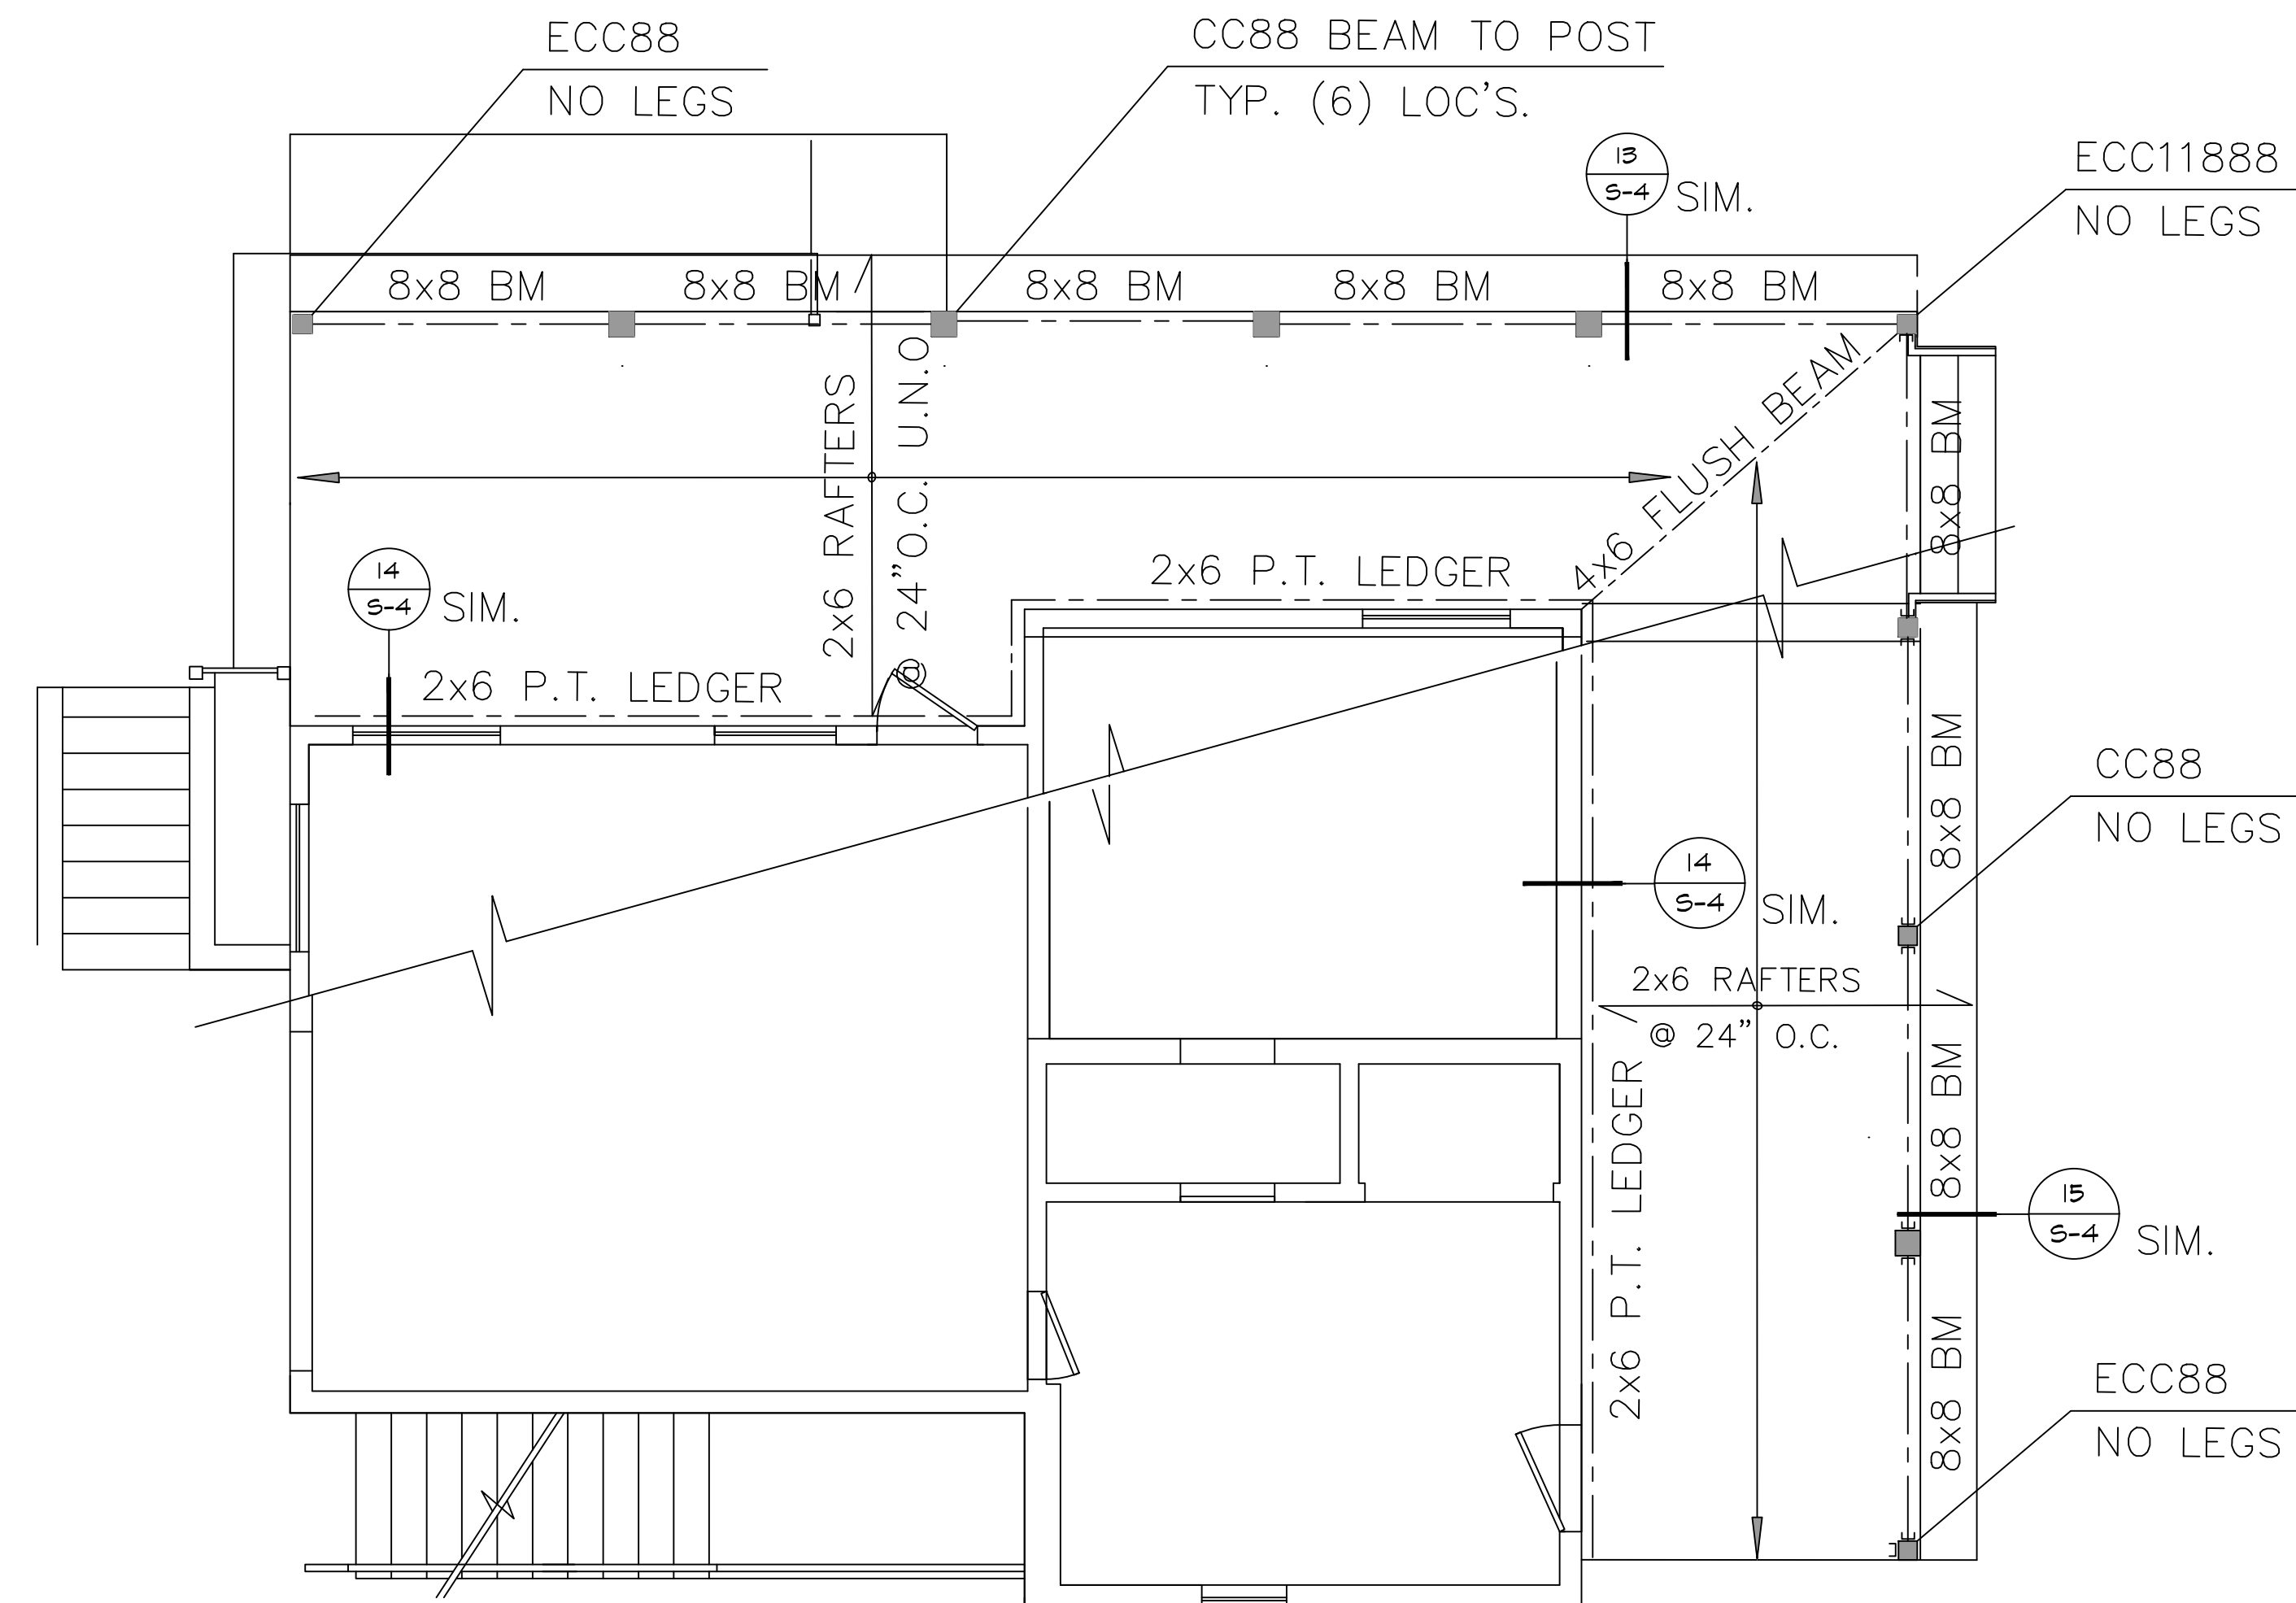 ECC88
NO LEGS
CC88 BEAM TO POST
TYP. (6) LOC'S.
13
S-4
SIM.
ECC11888
NO LEGS
8x8 BM
8x8 BM
8x8 BM
8x8 BM
8x8 BM
2x6 RAFTERS
@ 24"O.C. U.N.O
4x6 FLUSH BEAM
8x8 BM
14
S-4
SIM.
2x6 P.T. LEDGER
2x6 P.T. LEDGER
8x8 BM
CC88
NO LEGS
14
S-4
SIM.
2x6 RAFTERS
@ 24" O.C.
2x6 P.T. LEDGER
8x8 BM
15
S-4
SIM.
8x8 BM
ECC88
NO LEGS